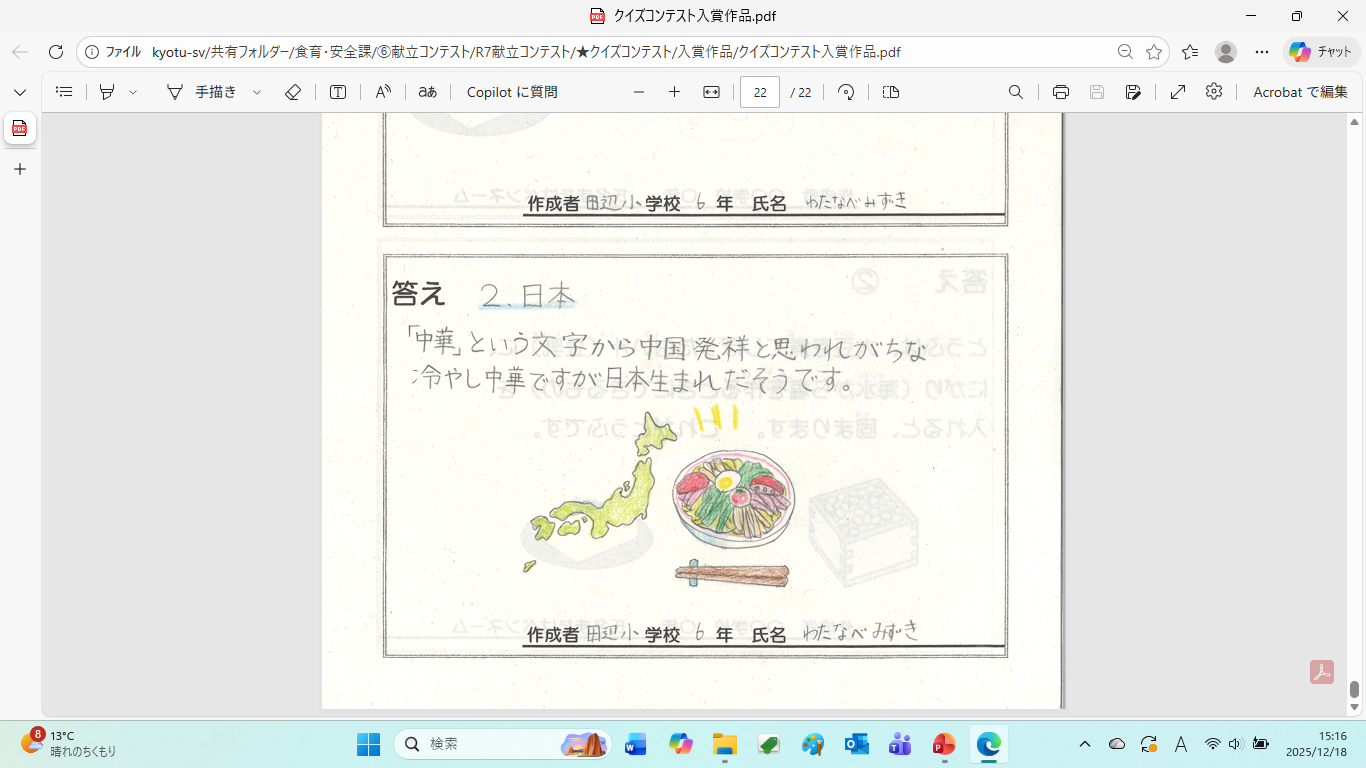 クイズコンテスト入賞作品.pdf
ファイル kyotu-sv/共有フォルダー/食育・安全課/⑥献立コンテスト/R7献立コンテスト/★クイズコンテスト/入賞作品/クイズコンテスト入賞作品.pdf
チャット
手描き
aあ
Copilot に質問
22 / 22
Acrobat で編集
作成者 田辺小 学校 6 年 氏名 わたなべみずき
答え 2、日本
「中華」という文字から中国発祥と思われがちな
冷やし中華ですが日本生まれだそうです。
作成者 田辺小 学校 6 年 氏名 わたなべみずき
8
13°C
晴れのちくもり
検索
A
15:16
2025/12/18